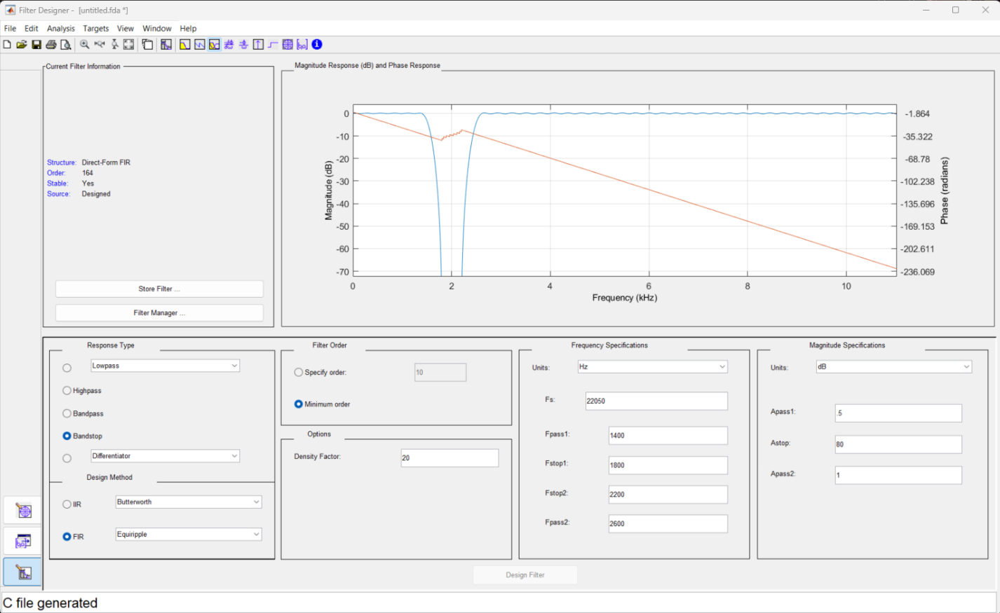 Filter Designer - [untitled.fda *]
File Edit Analysis Targets View Window Help
Current Filter Information
Structure: Direct-Form FIR
Order: 164
Stable: Yes
Source: Designed
Store Filter ...
Filter Manager ...
Magnitude Response (dB) and Phase Response
Magnitude (dB)
0
-10
-20
-30
-40
-50
-60
-70
0 2 4 6 8 10
Frequency (kHz)
-1.864
-35.322
-68.78
-102.238
-135.696
-169.153
-202.611
-236.069
Phase (radians)
Response Type
Lowpass
Highpass
Bandpass
Bandstop
Differentiator
Design Method
IIR Butterworth
FIR Equiripple
Filter Order
Specify order: 10
Minimum order
Options
Density Factor: 20
Frequency Specifications
Units: Hz
Fs: 22050
Fpass1: 1400
Fstop1: 1800
Fstop2: 2200
Fpass2: 2600
Magnitude Specifications
Units: dB
Apass1: .5
Astop: 80
Apass2: 1
Design Filter
C file generated